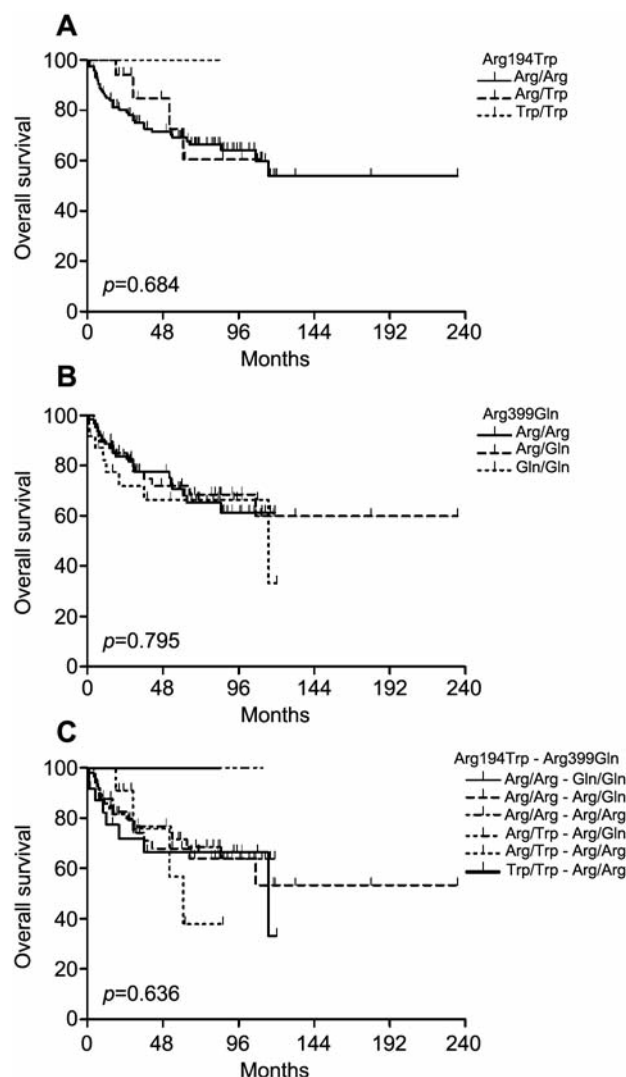 A
Arg194Trp
Arg/Arg
Arg/Trp
Trp/Trp
100
80
60
40
20
0
Overall survival
p=0.684
0 48 96 144 192 240
Months
B
Arg399Gln
Arg/Arg
Arg/Gln
Gln/Gln
100
80
60
40
20
0
Overall survival
p=0.795
0 48 96 144 192 240
Months
C
Arg194Trp - Arg399Gln
Arg/Arg - Gln/Gln
Arg/Arg - Arg/Gln
Arg/Arg - Arg/Arg
Arg/Trp - Arg/Gln
Arg/Trp - Arg/Arg
Trp/Trp - Arg/Arg
100
80
60
40
20
0
Overall survival
p=0.636
0 48 96 144 192 240
Months